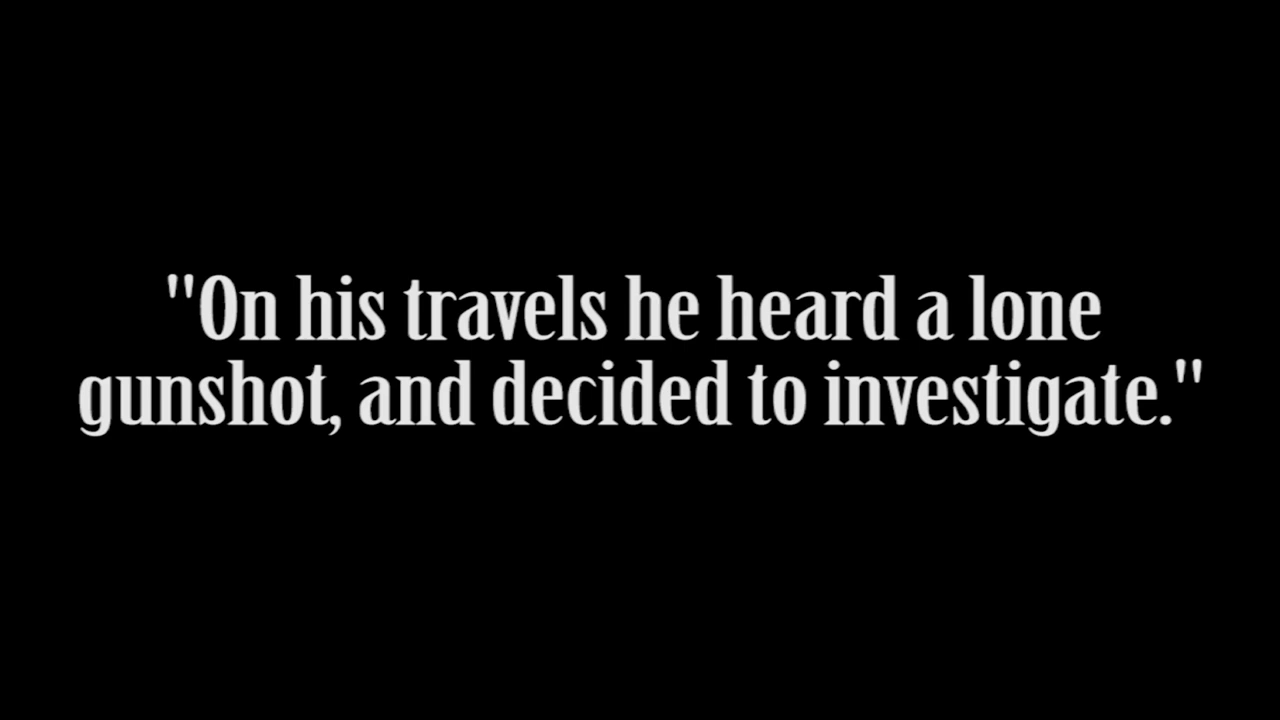 "On his travels he heard a lone
gunshot, and decided to investigate."